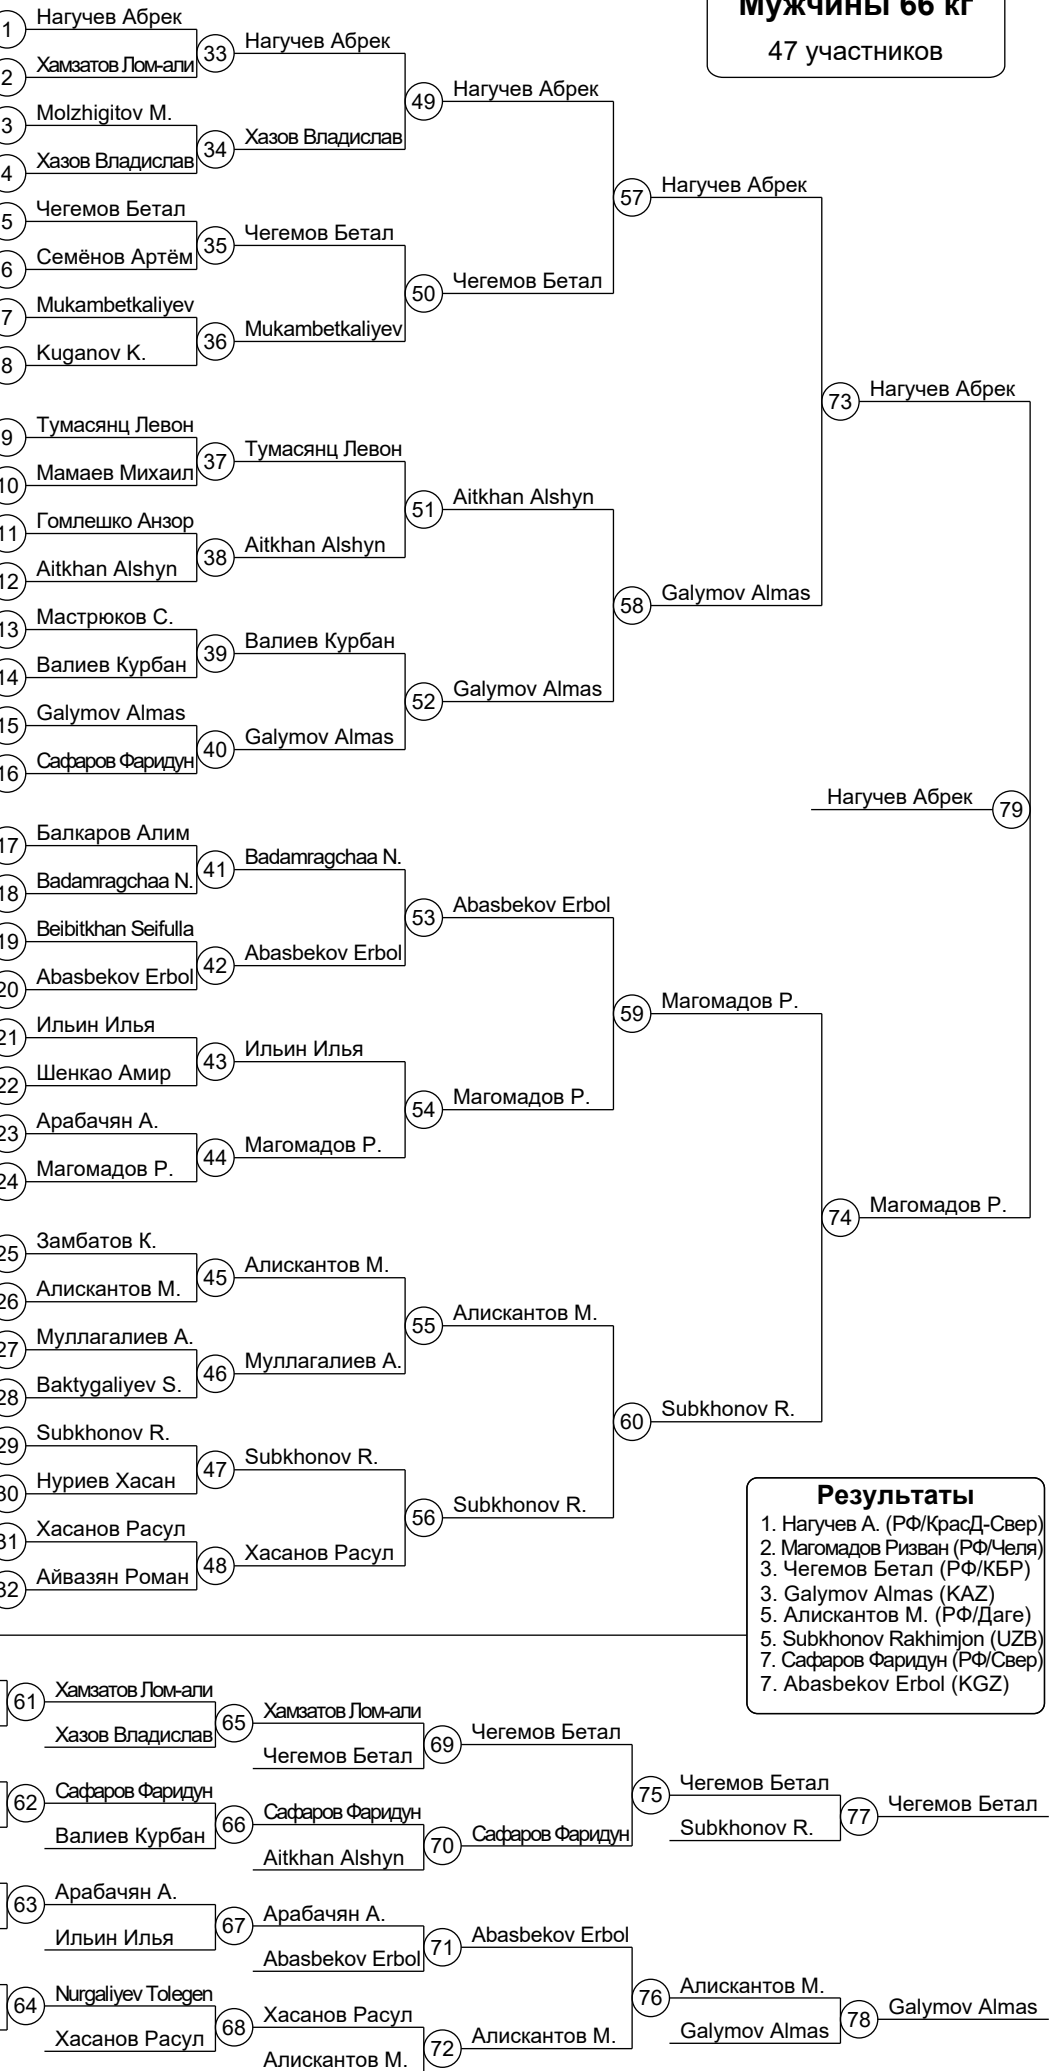 Мужчины 66 кг
47 участников
1 Нагучев Абрек
2 Хамзатов Лом-али
33 Нагучев Абрек
3 Molzhigitov M.
4 Хазов Владислав
34 Хазов Владислав
49 Нагучев Абрек
5 Чегемов Бетал
6 Семёнов Артём
35 Чегемов Бетал
7 Mukambetkaliyev
8 Kuganov K.
36 Mukambetkaliyev
50 Чегемов Бетал
57 Нагучев Абрек
9 Тумасянц Левон
10 Мамаев Михаил
37 Тумасянц Левон
11 Гомлешко Анзор
12 Aitkhan Alshyn
38 Aitkhan Alshyn
51 Aitkhan Alshyn
13 Мастрюков С.
14 Валиев Курбан
39 Валиев Курбан
15 Galymov Almas
16 Сафаров Фаридун
40 Galymov Almas
52 Galymov Almas
58 Galymov Almas
73 Нагучев Абрек
17 Балкаров Алим
18 Badamragchaa N.
41 Badamragchaa N.
19 Beibitkhan Seifulla
20 Abasbekov Erbol
42 Abasbekov Erbol
53 Abasbekov Erbol
21 Ильин Илья
22 Шенкао Амир
43 Ильин Илья
23 Арабачян А.
24 Магомадов Р.
44 Магомадов Р.
54 Магомадов Р.
59 Магомадов Р.
25 Замбатов К.
26 Алискантов М.
45 Алискантов М.
27 Муллагалиев А.
28 Baktygaliyev S.
46 Муллагалиев А.
55 Алискантов М.
29 Subkhonov R.
30 Нуриев Хасан
47 Subkhonov R.
31 Хасанов Расул
32 Айвазян Роман
48 Хасанов Расул
56 Subkhonov R.
60 Subkhonov R.
74 Магомадов Р.
Нагучев Абрек 79
Результаты
1. Нагучев А. (РФ/КрасД-Свер)
2. Магомадов Ризван (РФ/Челя)
3. Чегемов Бетал (РФ/КБР)
3. Galymov Almas (KAZ)
5. Алискантов М. (РФ/Даге)
5. Subkhonov Rakhimjon (UZB)
7. Сафаров Фаридун (РФ/Свер)
7. Abasbekov Erbol (KGZ)
61 Хамзатов Лом-али
Хазов Владислав
65 Хамзатов Лом-али
Чегемов Бетал
69 Чегемов Бетал
62 Сафаров Фаридун
Валиев Курбан
66 Сафаров Фаридун
Aitkhan Alshyn
70 Сафаров Фаридун
75 Чегемов Бетал
Subkhonov R.
77 Чегемов Бетал
63 Арабачян А.
Ильин Илья
67 Арабачян А.
Abasbekov Erbol
71 Abasbekov Erbol
64 Nurgaliyev Tolegen
Хасанов Расул
68 Хасанов Расул
Алискантов М.
72 Алискантов М.
76 Алискантов М.
Galymov Almas
78 Galymov Almas